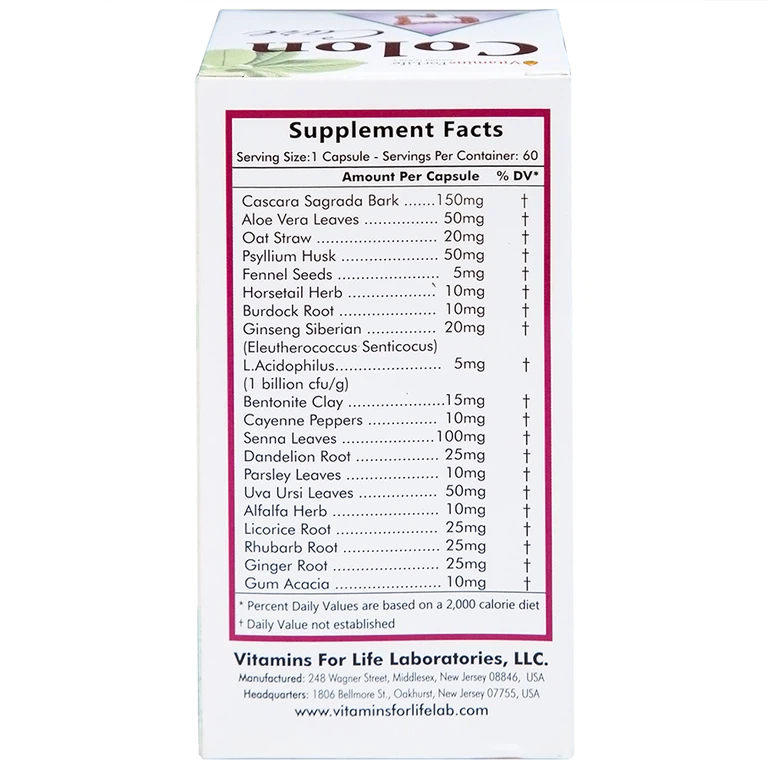 Colon
Care
Vitamins For Life
Supplement Facts
Serving Size:1 Capsule - Servings Per Container: 60
Amount Per Capsule % DV*
Cascara Sagrada Bark .......150mg †
Aloe Vera Leaves ................ 50mg †
Oat Straw .......................... 20mg †
Psyllium Husk ..................... 50mg †
Fennel Seeds ...................... 5mg †
Horsetail Herb .................... 10mg †
Burdock Root ..................... 10mg †
Ginseng Siberian ............... 20mg †
(Eleutherococcus Senticocus)
L.Acidophilus....................... 5mg †
(1 billion cfu/g)
Bentonite Clay .....................15mg †
Cayenne Peppers ............... 10mg †
Senna Leaves ....................100mg †
Dandelion Root .................. 25mg †
Parsley Leaves .................... 10mg †
Uva Ursi Leaves ................. 50mg †
Alfalfa Herb ....................... 10mg †
Licorice Root ...................... 25mg †
Rhubarb Root ..................... 25mg †
Ginger Root ....................... 25mg †
Gum Acacia ....................... 10mg †
* Percent Daily Values are based on a 2,000 calorie diet
† Daily Value not established
Vitamins For Life Laboratories, LLC.
Manufactured: 248 Wagner Street, Middlesex, New Jersey 08846, USA
Headquarters: 1806 Bellmore St., Oakhurst, New Jersey 07755, USA
www.vitaminsforlifelab.com